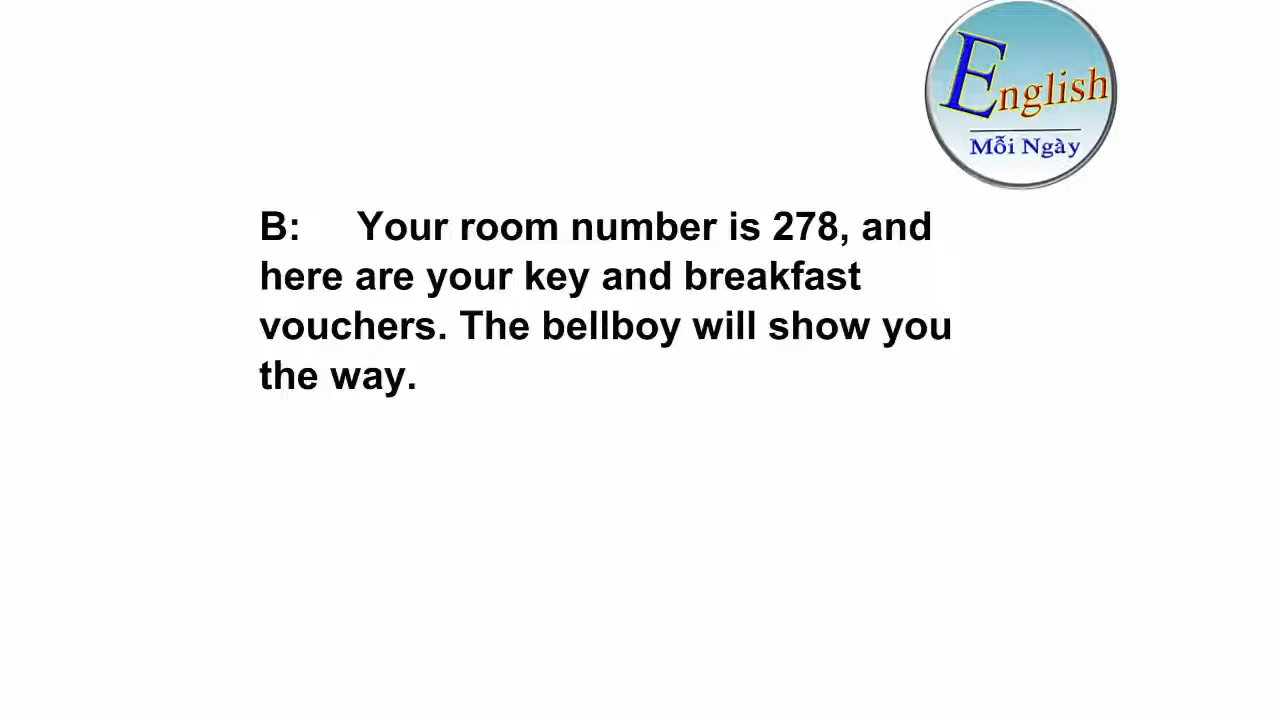 English
Mỗi Ngày
B: Your room number is 278, and
here are your key and breakfast
vouchers. The bellboy will show you
the way.